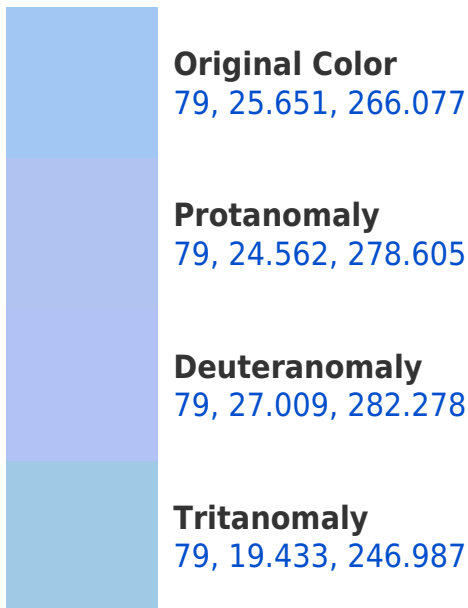 Original Color
79, 25.651, 266.077
Protanomaly
79, 24.562, 278.605
Deuteranomaly
79, 27.009, 282.278
Tritanomaly
79, 19.433, 246.987